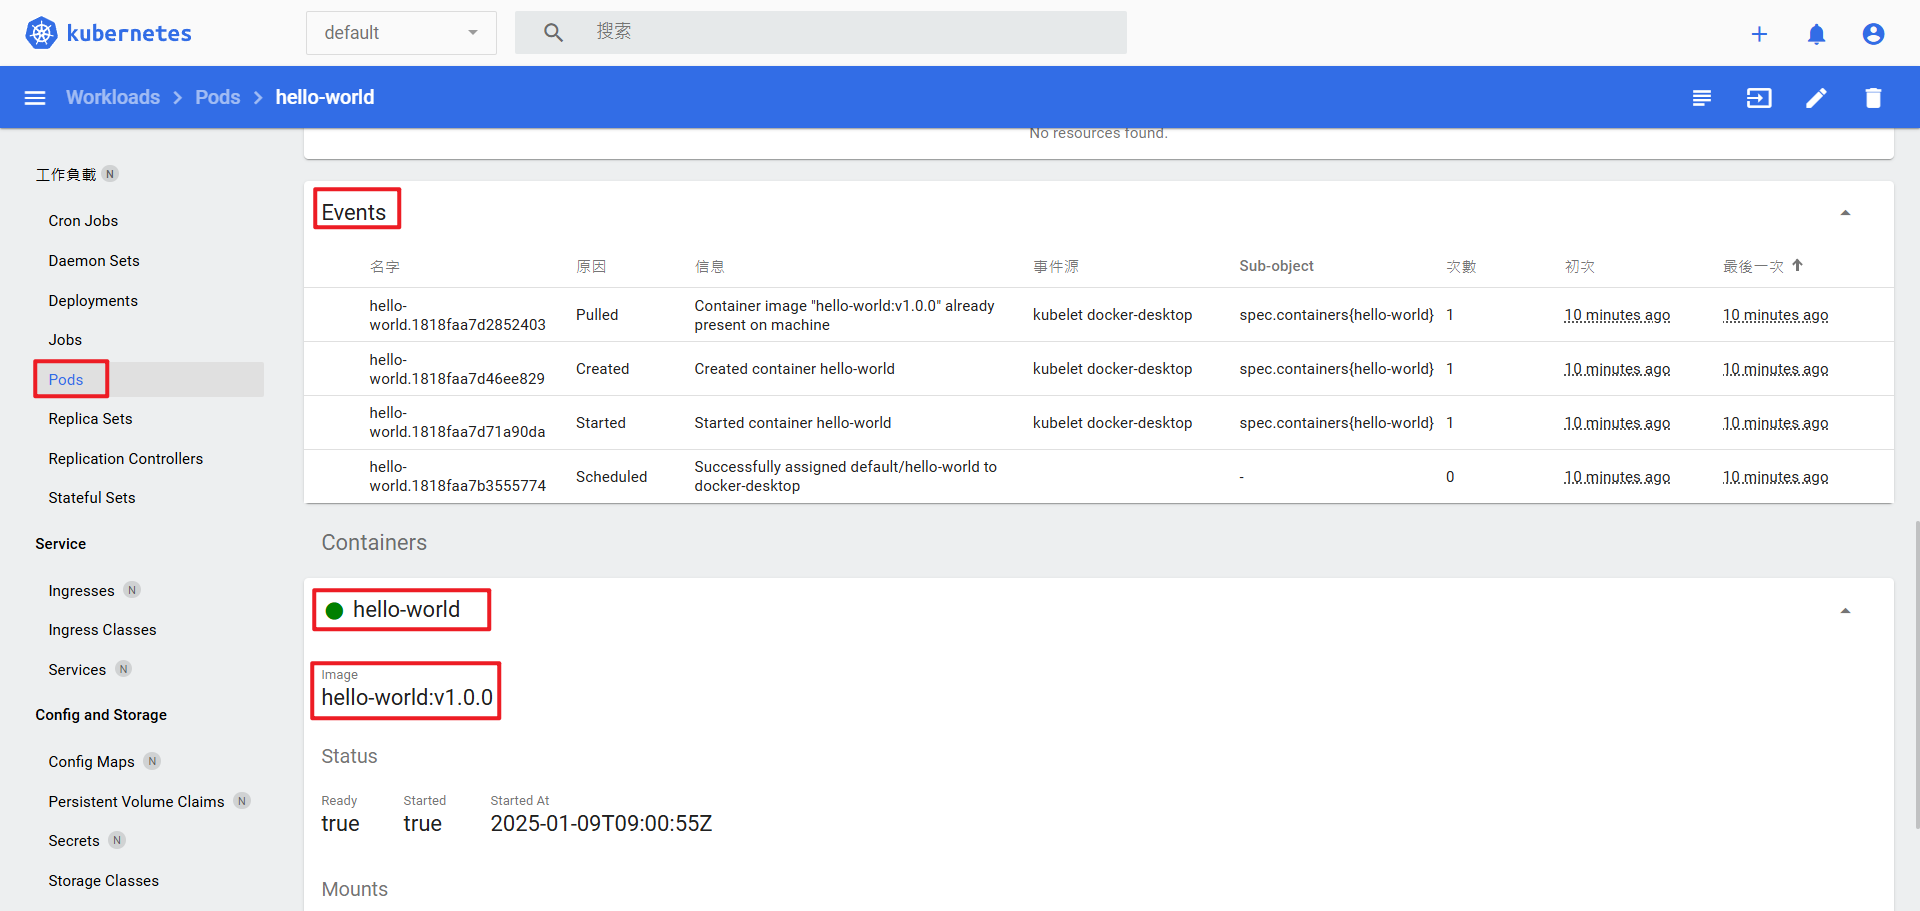 kubernetes
default
搜索
Workloads
Pods
hello-world
No resources found.
工作負載 N
Cron Jobs
Daemon Sets
Deployments
Jobs
Pods
Replica Sets
Replication Controllers
Stateful Sets
Service
Ingresses N
Ingress Classes
Services N
Config and Storage
Config Maps N
Persistent Volume Claims N
Secrets N
Storage Classes
Events
名字 原因 信息 事件源 Sub-object 次數 初次 最後一次
hello-
world.1818faa7d2852403
Pulled
Container image "hello-world:v1.0.0" already
present on machine
kubelet docker-desktop
spec.containers{hello-world}
1
10 minutes ago
10 minutes ago
hello-
world.1818faa7d46ee829
Created
Created container hello-world
kubelet docker-desktop
spec.containers{hello-world}
1
10 minutes ago
10 minutes ago
hello-
world.1818faa7d71a90da
Started
Started container hello-world
kubelet docker-desktop
spec.containers{hello-world}
1
10 minutes ago
10 minutes ago
hello-
world.1818faa7b3555774
Scheduled
Successfully assigned default/hello-world to
docker-desktop
-
0
10 minutes ago
10 minutes ago
Containers
hello-world
Image
hello-world:v1.0.0
Status
Ready Started Started At
true true 2025-01-09T09:00:55Z
Mounts